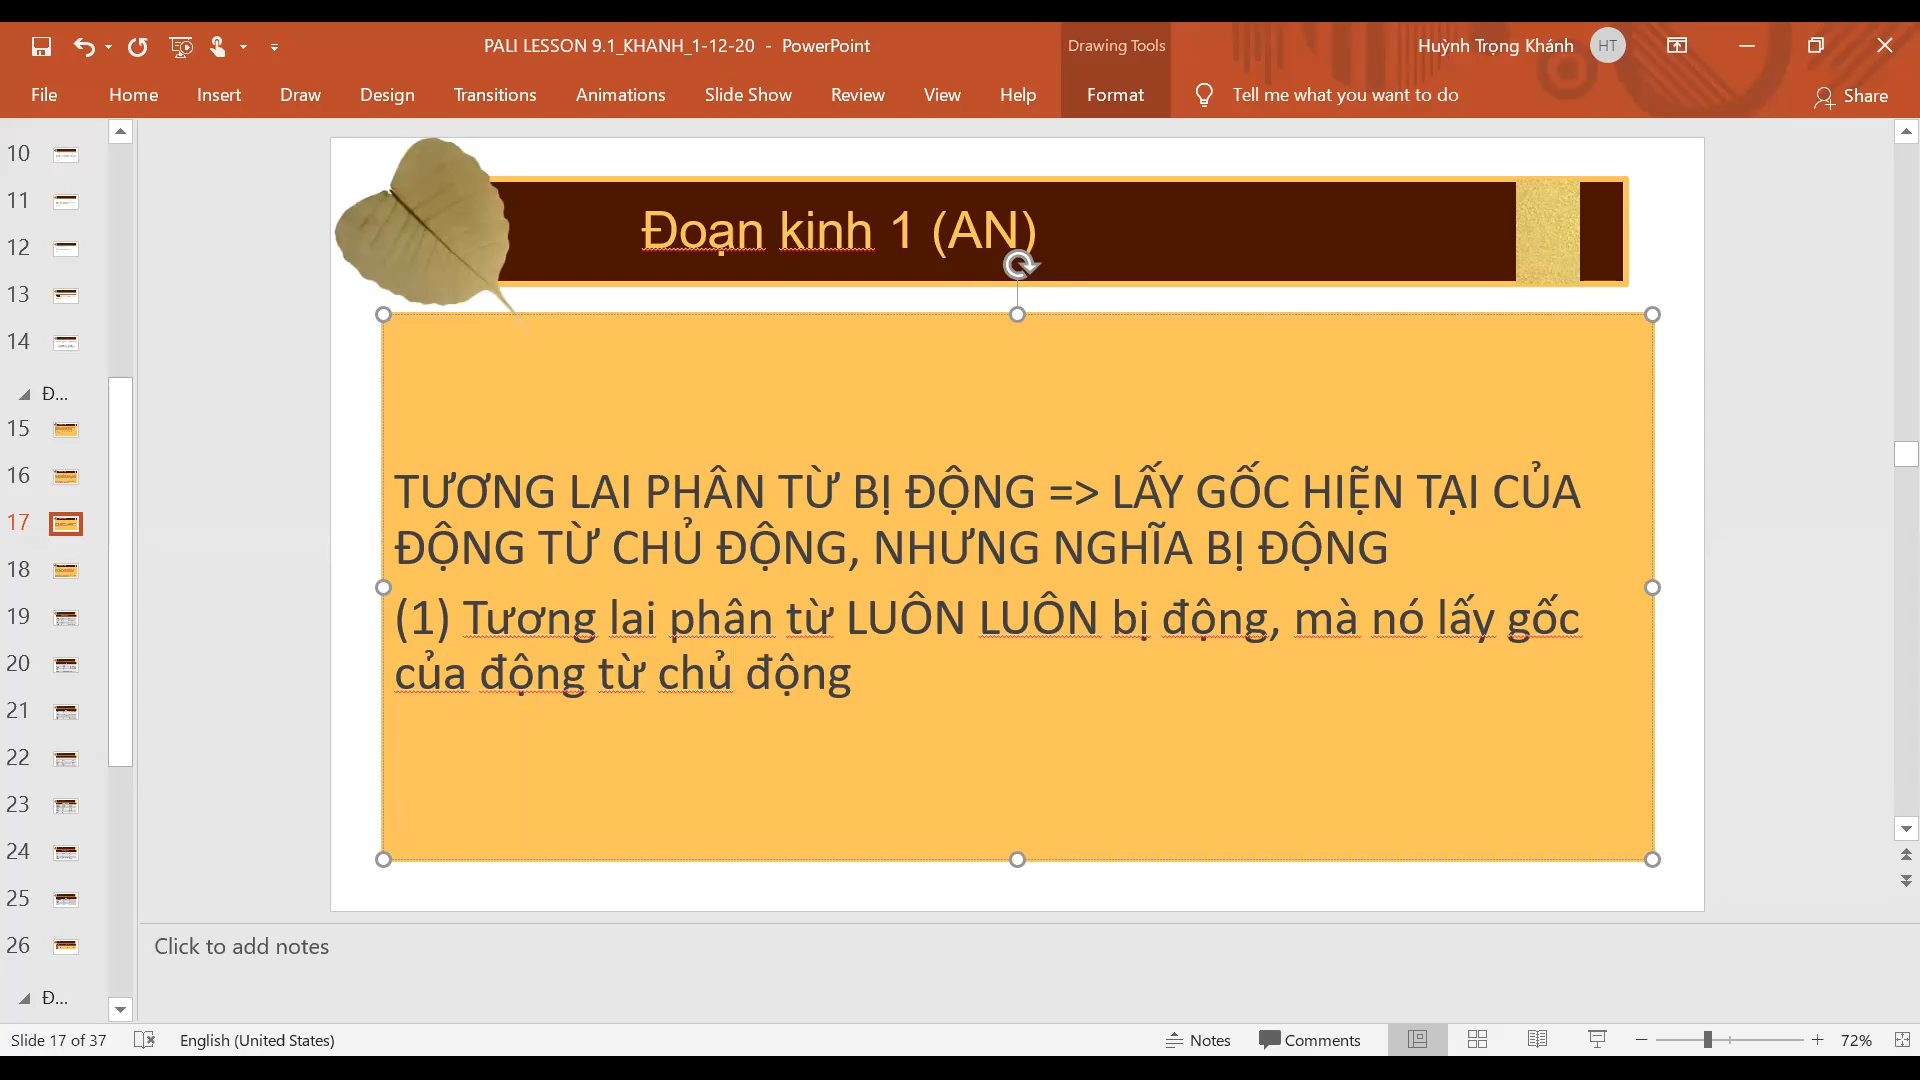 PALI LESSON 9.1_KHANH_1-12-20 - PowerPoint
Drawing Tools
Huỳnh Trọng Khánh
HT
File Home Insert Draw Design Transitions Animations Slide Show Review View Help Format Tell me what you want to do Share
10
11
12
13
14
Đ...
15
16
17
18
19
20
21
22
23
24
25
26
Đ...
Đoạn kinh 1 (AN)
TƯƠNG LAI PHÂN TỪ BỊ ĐỘNG => LẤY GỐC HIỆN TẠI CỦA
ĐỘNG TỪ CHỦ ĐỘNG, NHƯNG NGHĨA BỊ ĐỘNG
(1) Tương lai phân từ LUÔN LUÔN bị động, mà nó lấy gốc
của động từ chủ động
Click to add notes
Slide 17 of 37 English (United States) Notes Comments 72%